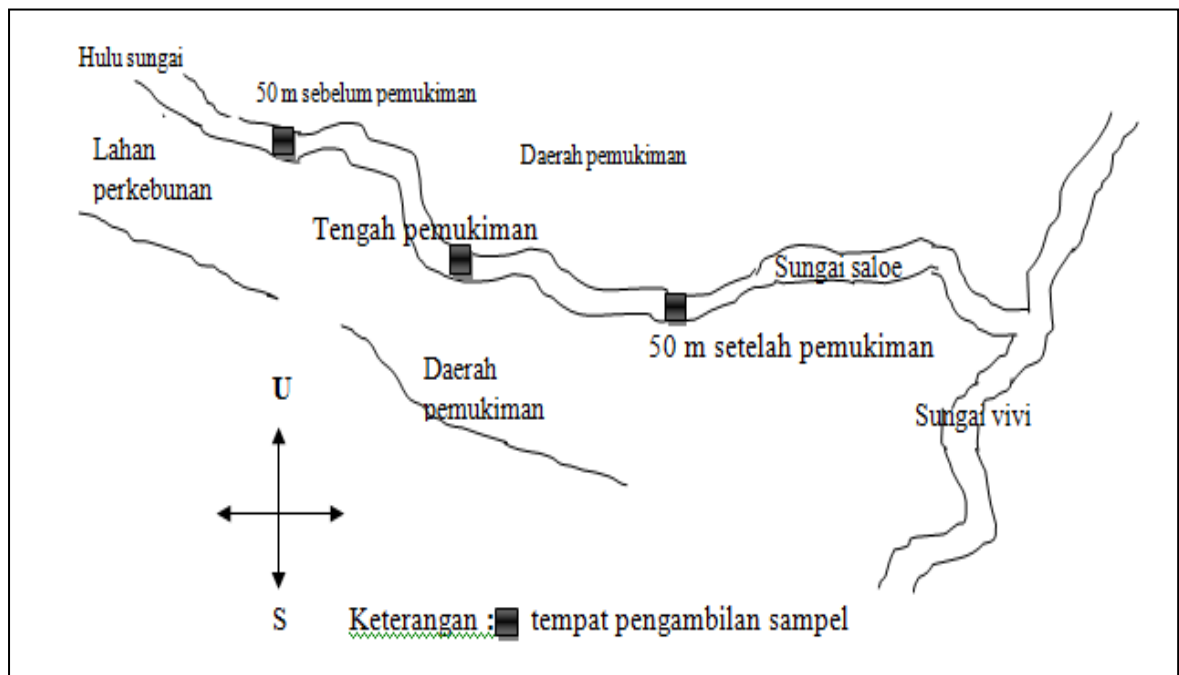 Hulu sungai
50 m sebelum pemukiman
Lahan
perkebunan
Daerah pemukiman
Tengah pemukiman
Sungai saloe
50 m setelah pemukiman
Daerah
pemukiman
Sungai vivi
U
S
Keterangan : tempat pengambilan sampel